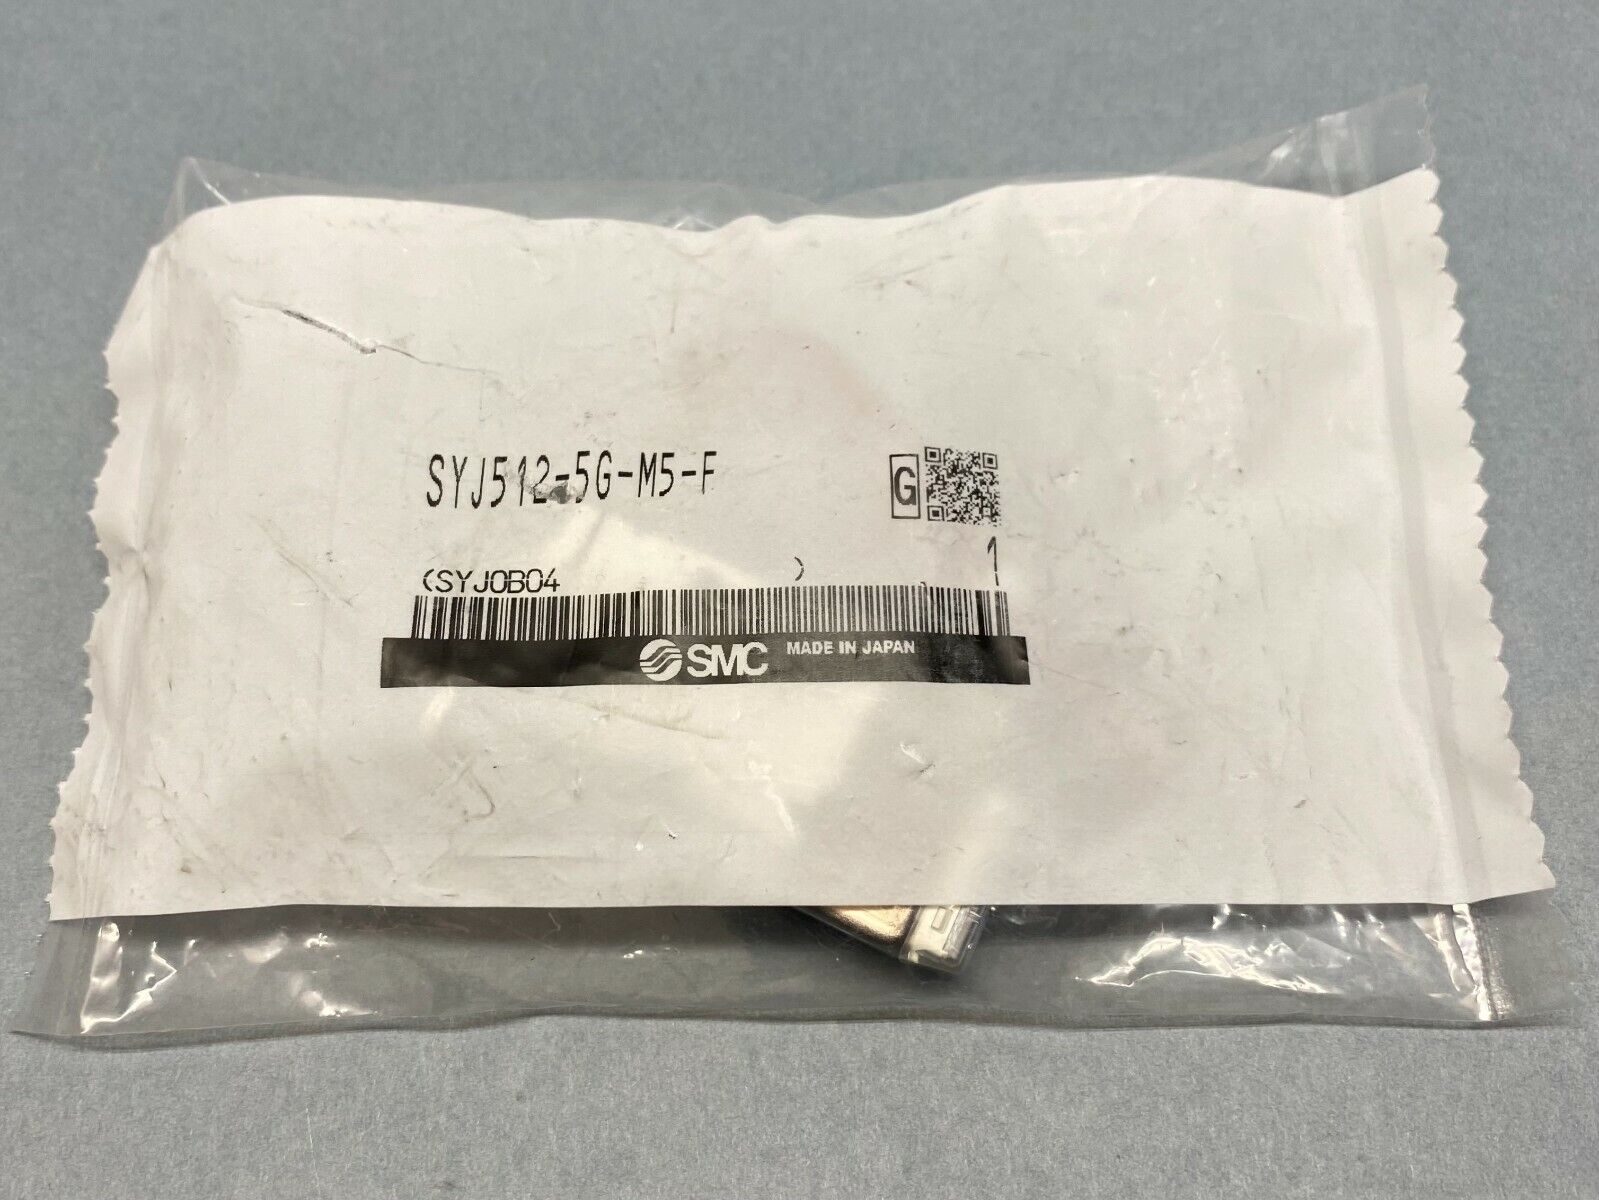 SYJ512-5G-M5-F
G
1
(SYJ0B04 )
SMC MADE IN JAPAN